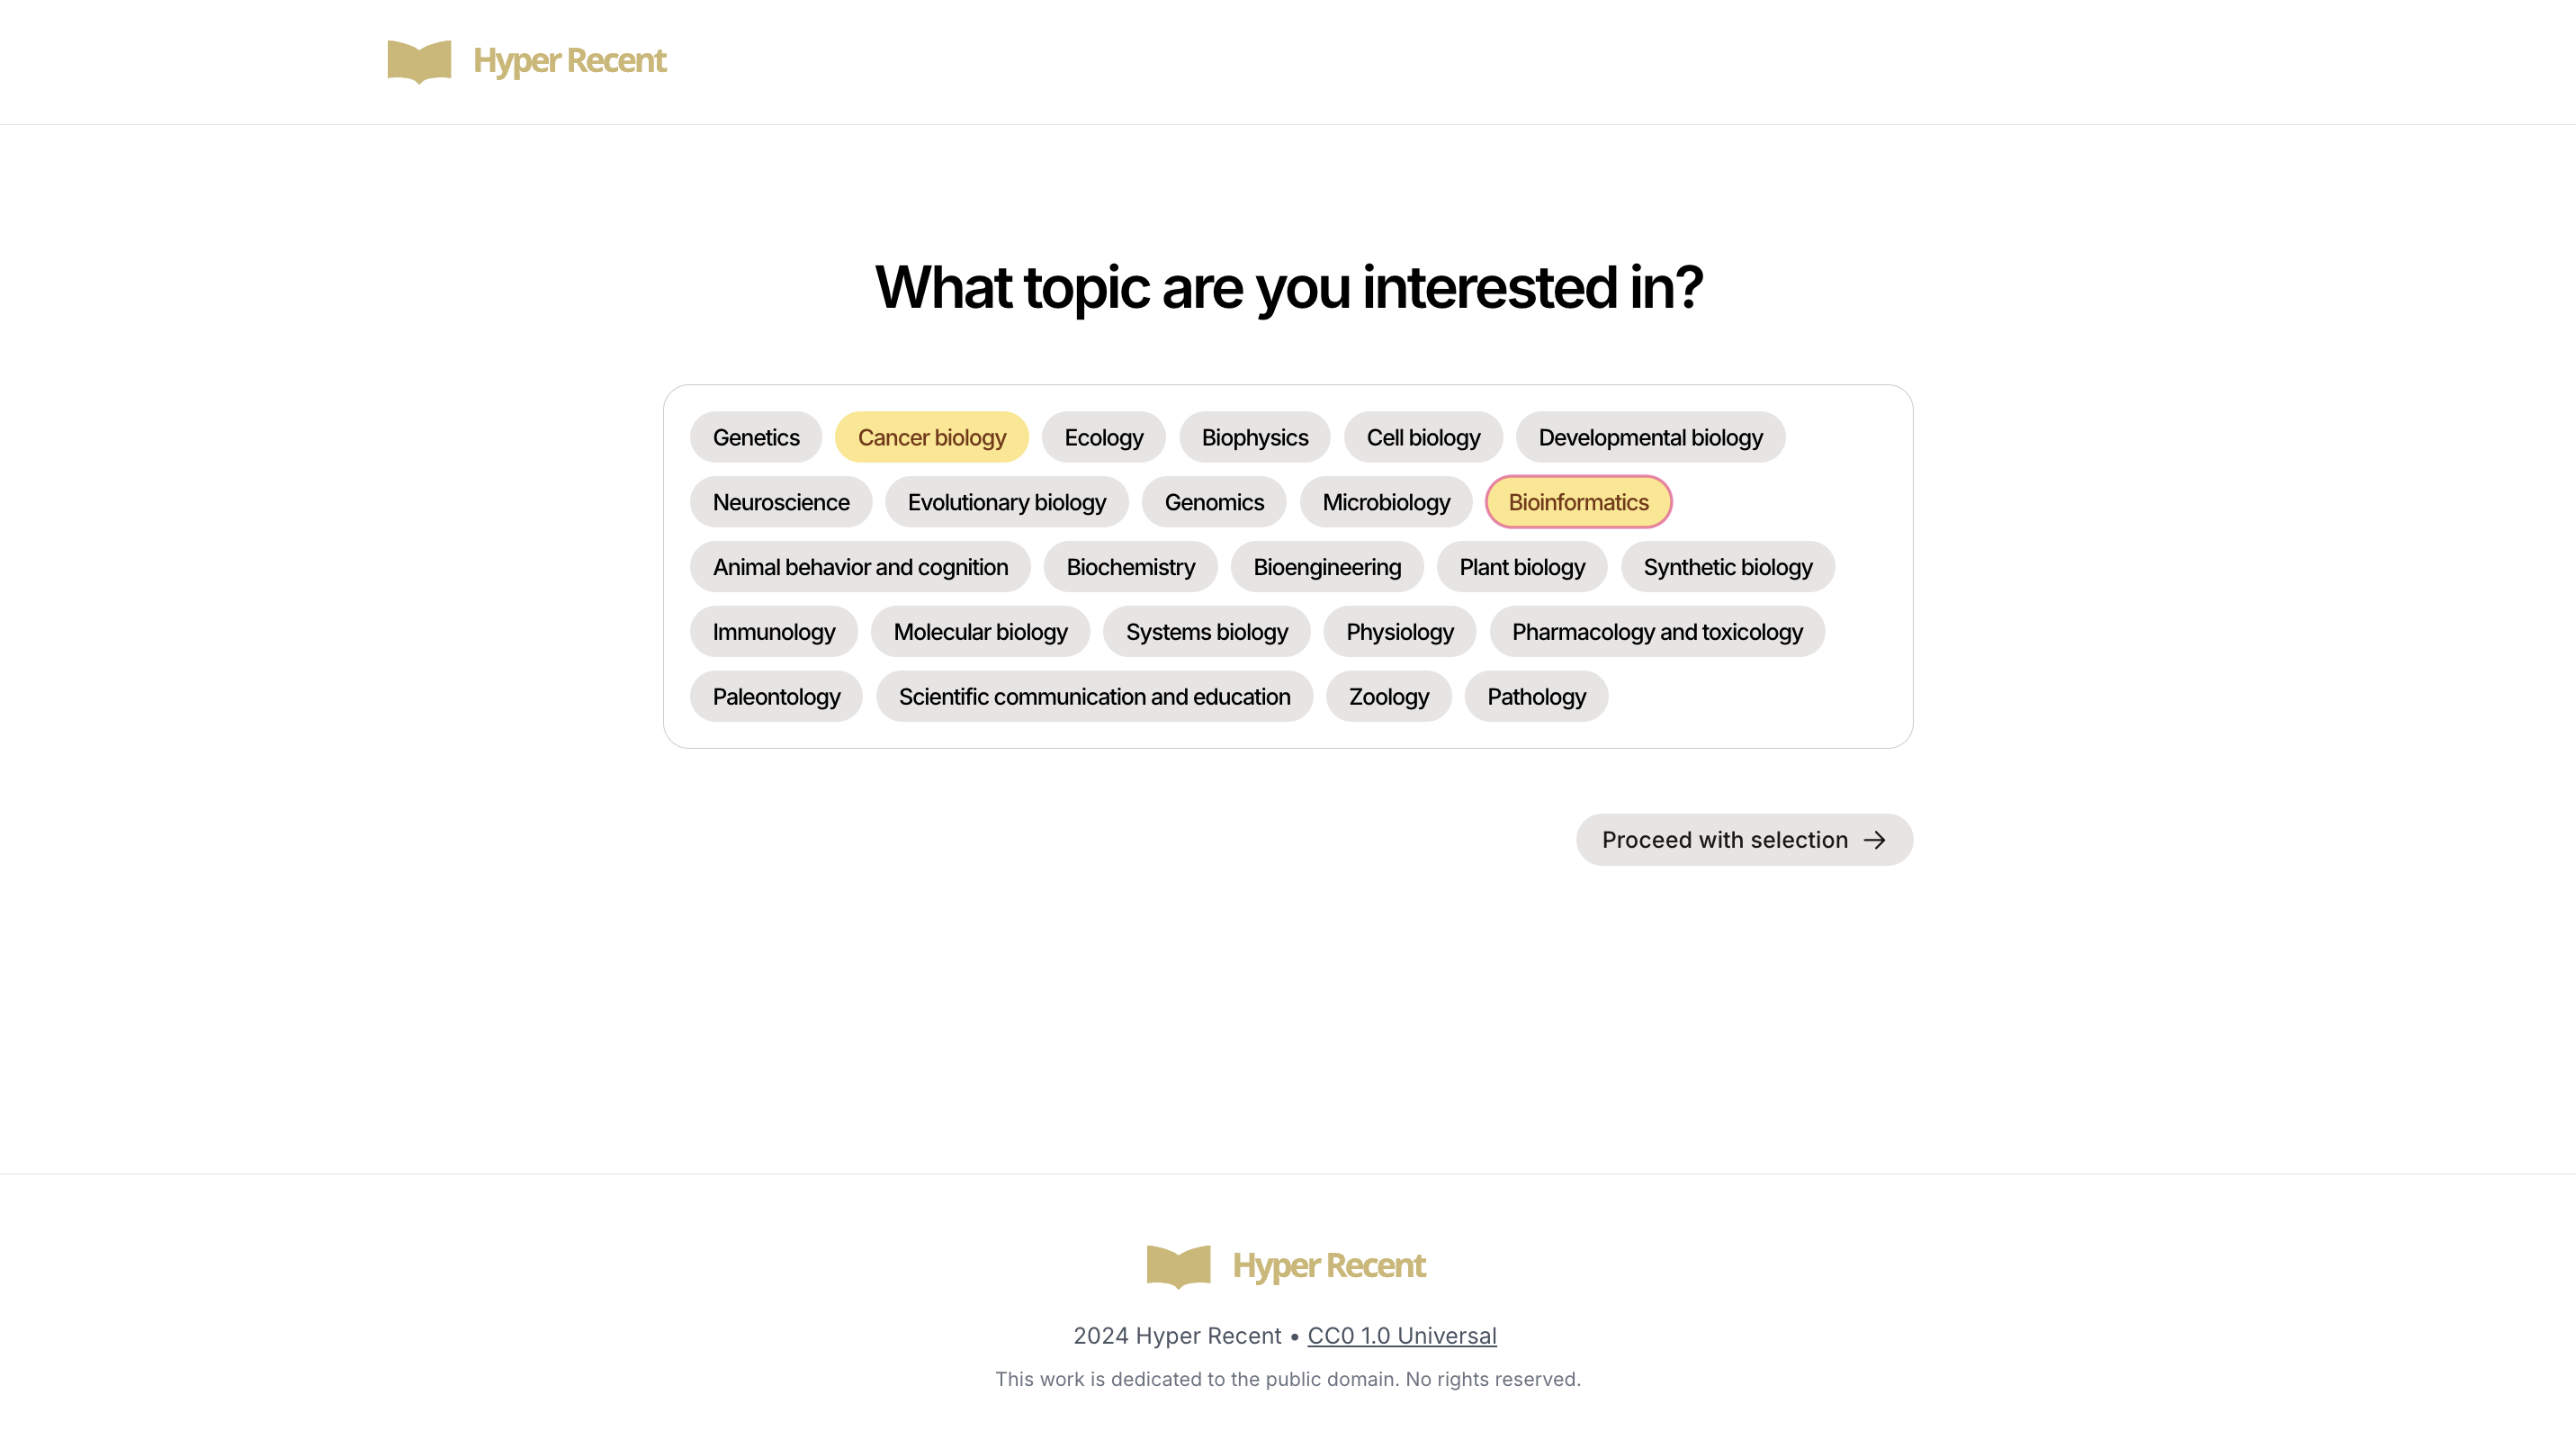 Hyper Recent
What topic are you interested in?
Genetics Cancer biology Ecology Biophysics Cell biology Developmental biology
Neuroscience Evolutionary biology Genomics Microbiology Bioinformatics
Animal behavior and cognition Biochemistry Bioengineering Plant biology Synthetic biology
Immunology Molecular biology Systems biology Physiology Pharmacology and toxicology
Paleontology Scientific communication and education Zoology Pathology
Proceed with selection →
Hyper Recent
2024 Hyper Recent • CC0 1.0 Universal
This work is dedicated to the public domain. No rights reserved.